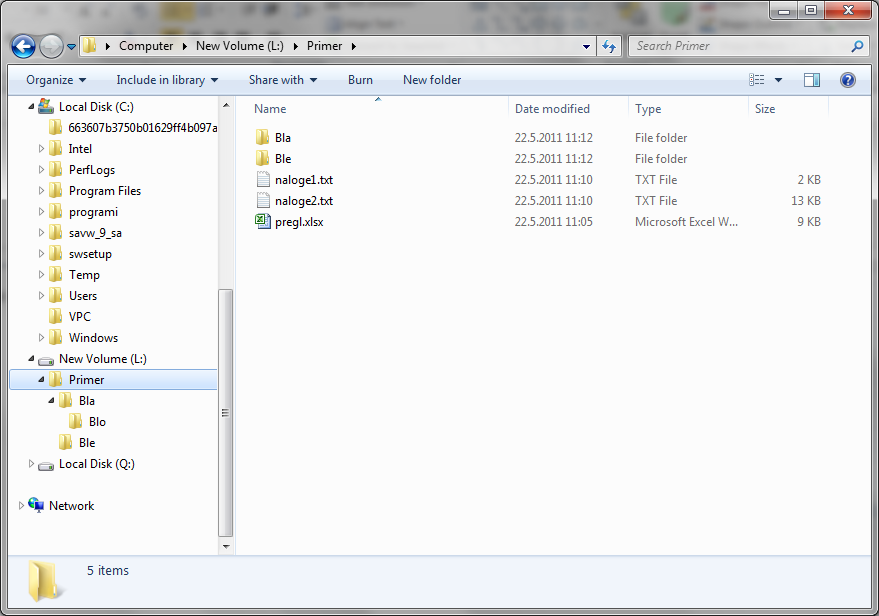 Computer New Volume (L:) Primer Search Primer
Organize Include in library Share with Burn New folder
Local Disk (C:)
663607b3750b01629ff4b097a
Intel
PerfLogs
Program Files
programi
savw_9_sa
swsetup
Temp
Users
VPC
Windows
New Volume (L:)
Primer
Bla
Blo
Ble
Local Disk (Q:)
Network
Name Date modified Type Size
Bla 22.5.2011 11:12 File folder
Ble 22.5.2011 11:12 File folder
naloge1.txt 22.5.2011 11:10 TXT File 2 KB
naloge2.txt 22.5.2011 11:10 TXT File 13 KB
pregl.xlsx 22.5.2011 11:05 Microsoft Excel W... 9 KB
5 items